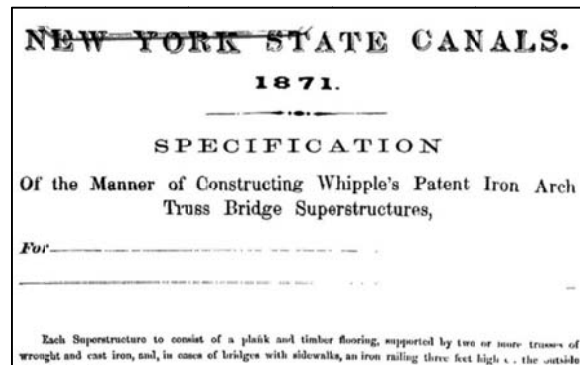 NEW YORK STATE CANALS.
1871.
SPECIFICATION
Of the Manner of Constructing Whipple's Patent Iron Arch
Truss Bridge Superstructures,
For
Each Superstructure to consist of a plank and timber flooring, supported by two or more trusses of
wrought and cast iron, and, in cases of bridges with sidewalks, an iron railing three feet high the outside